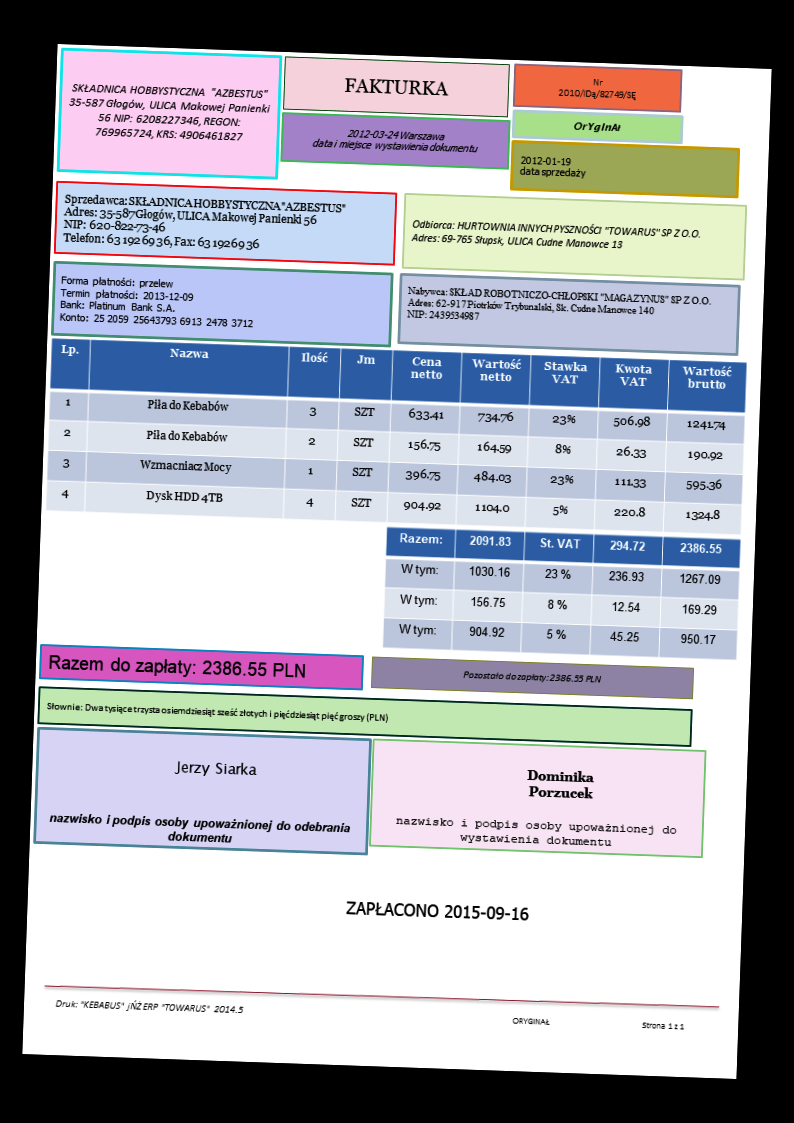 SKŁADNICA HOBBYSTYCZNA "AZBESTUS"
35-587 Głogów, ULICA Makowej Panienki
56 NIP: 6208227346, REGON:
769965724, KRS: 4906461827
FAKTURKA
2012-03-24 Warszawa
data i miejsce wystawienia dokumentu
Nr
2010/IDą/82749/SĘ
OrYgInAł
2012-01-19
data sprzedaży
Sprzedawca: SKŁADNICA HOBBYSTYCZNA "AZBESTUS"
Adres: 35-587 Głogów, ULICA Makowej Panienki 56
NIP: 620-822-73-46
Telefon: 63 192 69 36, Fax: 63 192 69 36
Odbiorca: HURTOWNIA INNYCH PYSZNOŚCI "TOWARUS" SP Z O.O.
Adres: 69-765 Słupsk, ULICA Cudne Manowce 13
Forma płatności: przelew
Termin płatności: 2013-12-09
Bank: Platinum Bank S.A.
Konto: 25 2059 25643793 6913 2478 3712
Nabywca: SKŁAD ROBOTNICZO-CHŁOPSKI "MAGAZYNUS" SP Z O.O.
Adres: 62-917 Piotrków Trybunalski, Sk. Cudne Manowce 140
NIP: 2439534987
Lp. Nazwa Ilość Jm Cena netto Wartość netto Stawka VAT Kwota VAT Wartość brutto
1 Piła do Kebabów 3 SZT 633.41 734.76 23% 506.98 1241.74
2 Piła do Kebabów 2 SZT 156.75 164.59 8% 26.33 190.92
3 Wzmacniacz Mocy 1 SZT 396.75 484.03 23% 111.33 595.36
4 Dysk HDD 4TB 4 SZT 904.92 1104.0 5% 220.8 1324.8
Razem: 2091.83 St. VAT 294.72 2386.55
W tym: 1030.16 23 % 236.93 1267.09
W tym: 156.75 8 % 12.54 169.29
W tym: 904.92 5 % 45.25 950.17
Razem do zapłaty: 2386.55 PLN
Pozostało do zapłaty: 2386.55 PLN
Słownie: Dwa tysiące trzysta osiemdziesiąt sześć złotych i pięćdziesiąt pięć groszy (PLN)
Jerzy Siarka
nazwisko i podpis osoby upoważnionej do odebrania
dokumentu
Dominika
Porzucek
nazwisko i podpis osoby upoważnionej do
wystawienia dokumentu
ZAPŁACONO 2015-09-16
Druk: "KEBABUS" jŃŻ ERP "TOWARUS" 2014.5
ORYGINAŁ
Strona 1 z 1